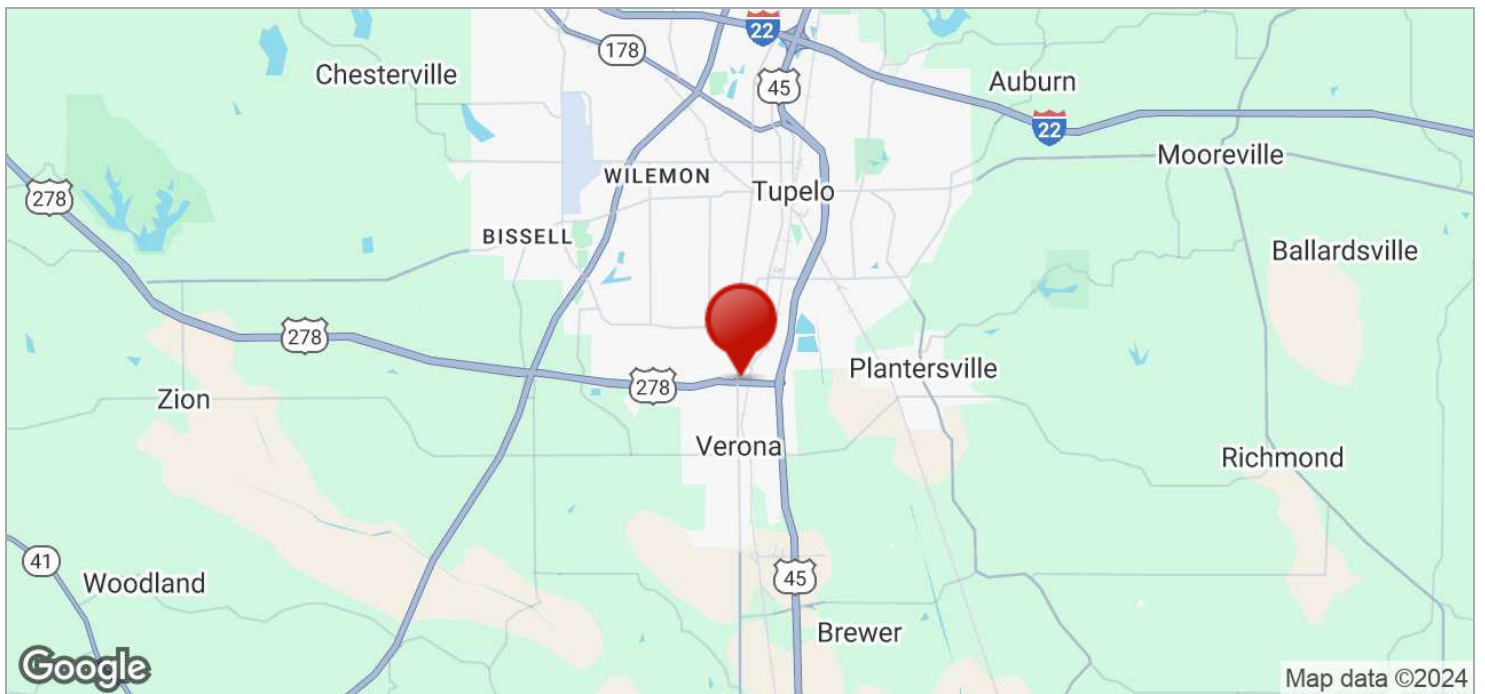 22
178
Chesterville
45
Auburn
22
Mooreville
WILEMON
Tupelo
278
BISSELL
Ballardsville
278
278
Plantersville
Zion
Verona
Richmond
41
Woodland
45
Brewer
Google
Map data ©2024